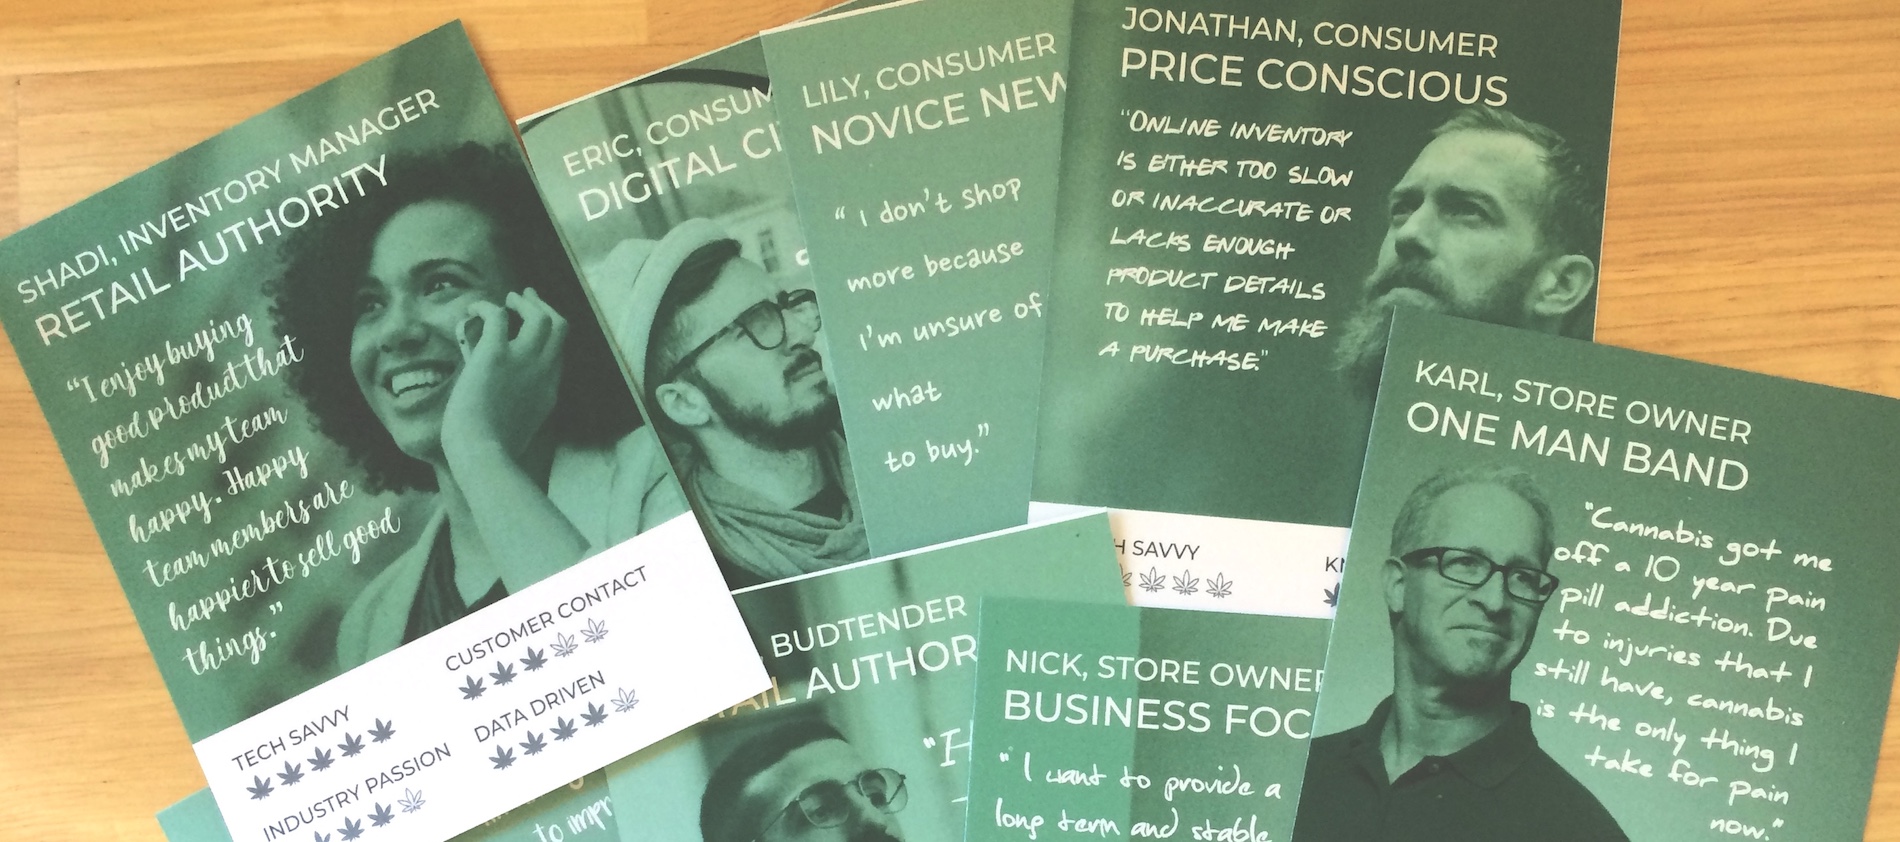 SHADI, INVENTORY MANAGER
RETAIL AUTHORITY
"I enjoy buying
good product that
makes my team
happy. Happy
team members are
happier to sell good
things."
TECH SAVVY
CUSTOMER CONTACT
INDUSTRY PASSION
DATA DRIVEN
ERIC, CONSUM
DIGITAL
LILY, CONSUMER
NOVICE NEW
"I don't shop
more because
I'm unsure of
what
to buy."
JONATHAN, CONSUMER
PRICE CONSCIOUS
"ONLINE INVENTORY
IS EITHER TOO SLOW
OR INACCURATE OR
LACKS ENOUGH
PRODUCT DETAILS
TO HELP ME MAKE
A PURCHASE."
H SAVVY
KN
KARL, STORE OWNER
ONE MAN BAND
"Cannabis got me
off a 10 year pain
pill addiction. Due
to injuries that I
still have, cannabis
is the only thing I
take for pain
now."
, BUDTENDER
TAIL AUTHOR
NICK, STORE OWNER
BUSINESS FOC
"I want to provide a
long term and stable
to impr